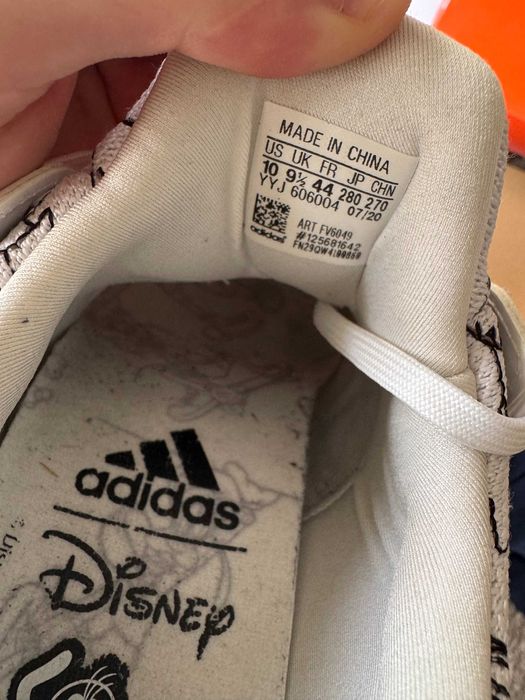 MADE IN CHINA
US UK FR JP CHN
10 9½ 44 280 270
YYJ 606004 07/20
adidas
ART FV6049
#125681642
adidas
Disney